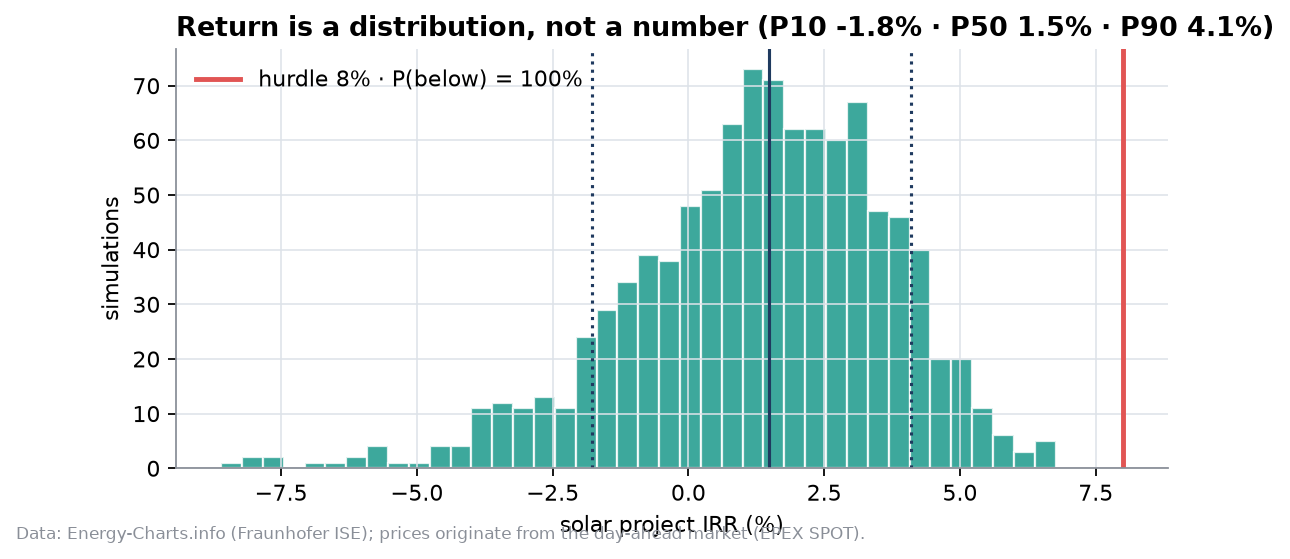 Return is a distribution, not a number (P10 -1.8% · P50 1.5% · P90 4.1%)
hurdle 8% · P(below) = 100%
simulations
70
60
50
40
30
20
10
0
−7.5 −5.0 −2.5 0.0 2.5 5.0 7.5
solar project IRR (%)
Data: Energy-Charts.info (Fraunhofer ISE); prices originate from the day-ahead market (EPEX SPOT).